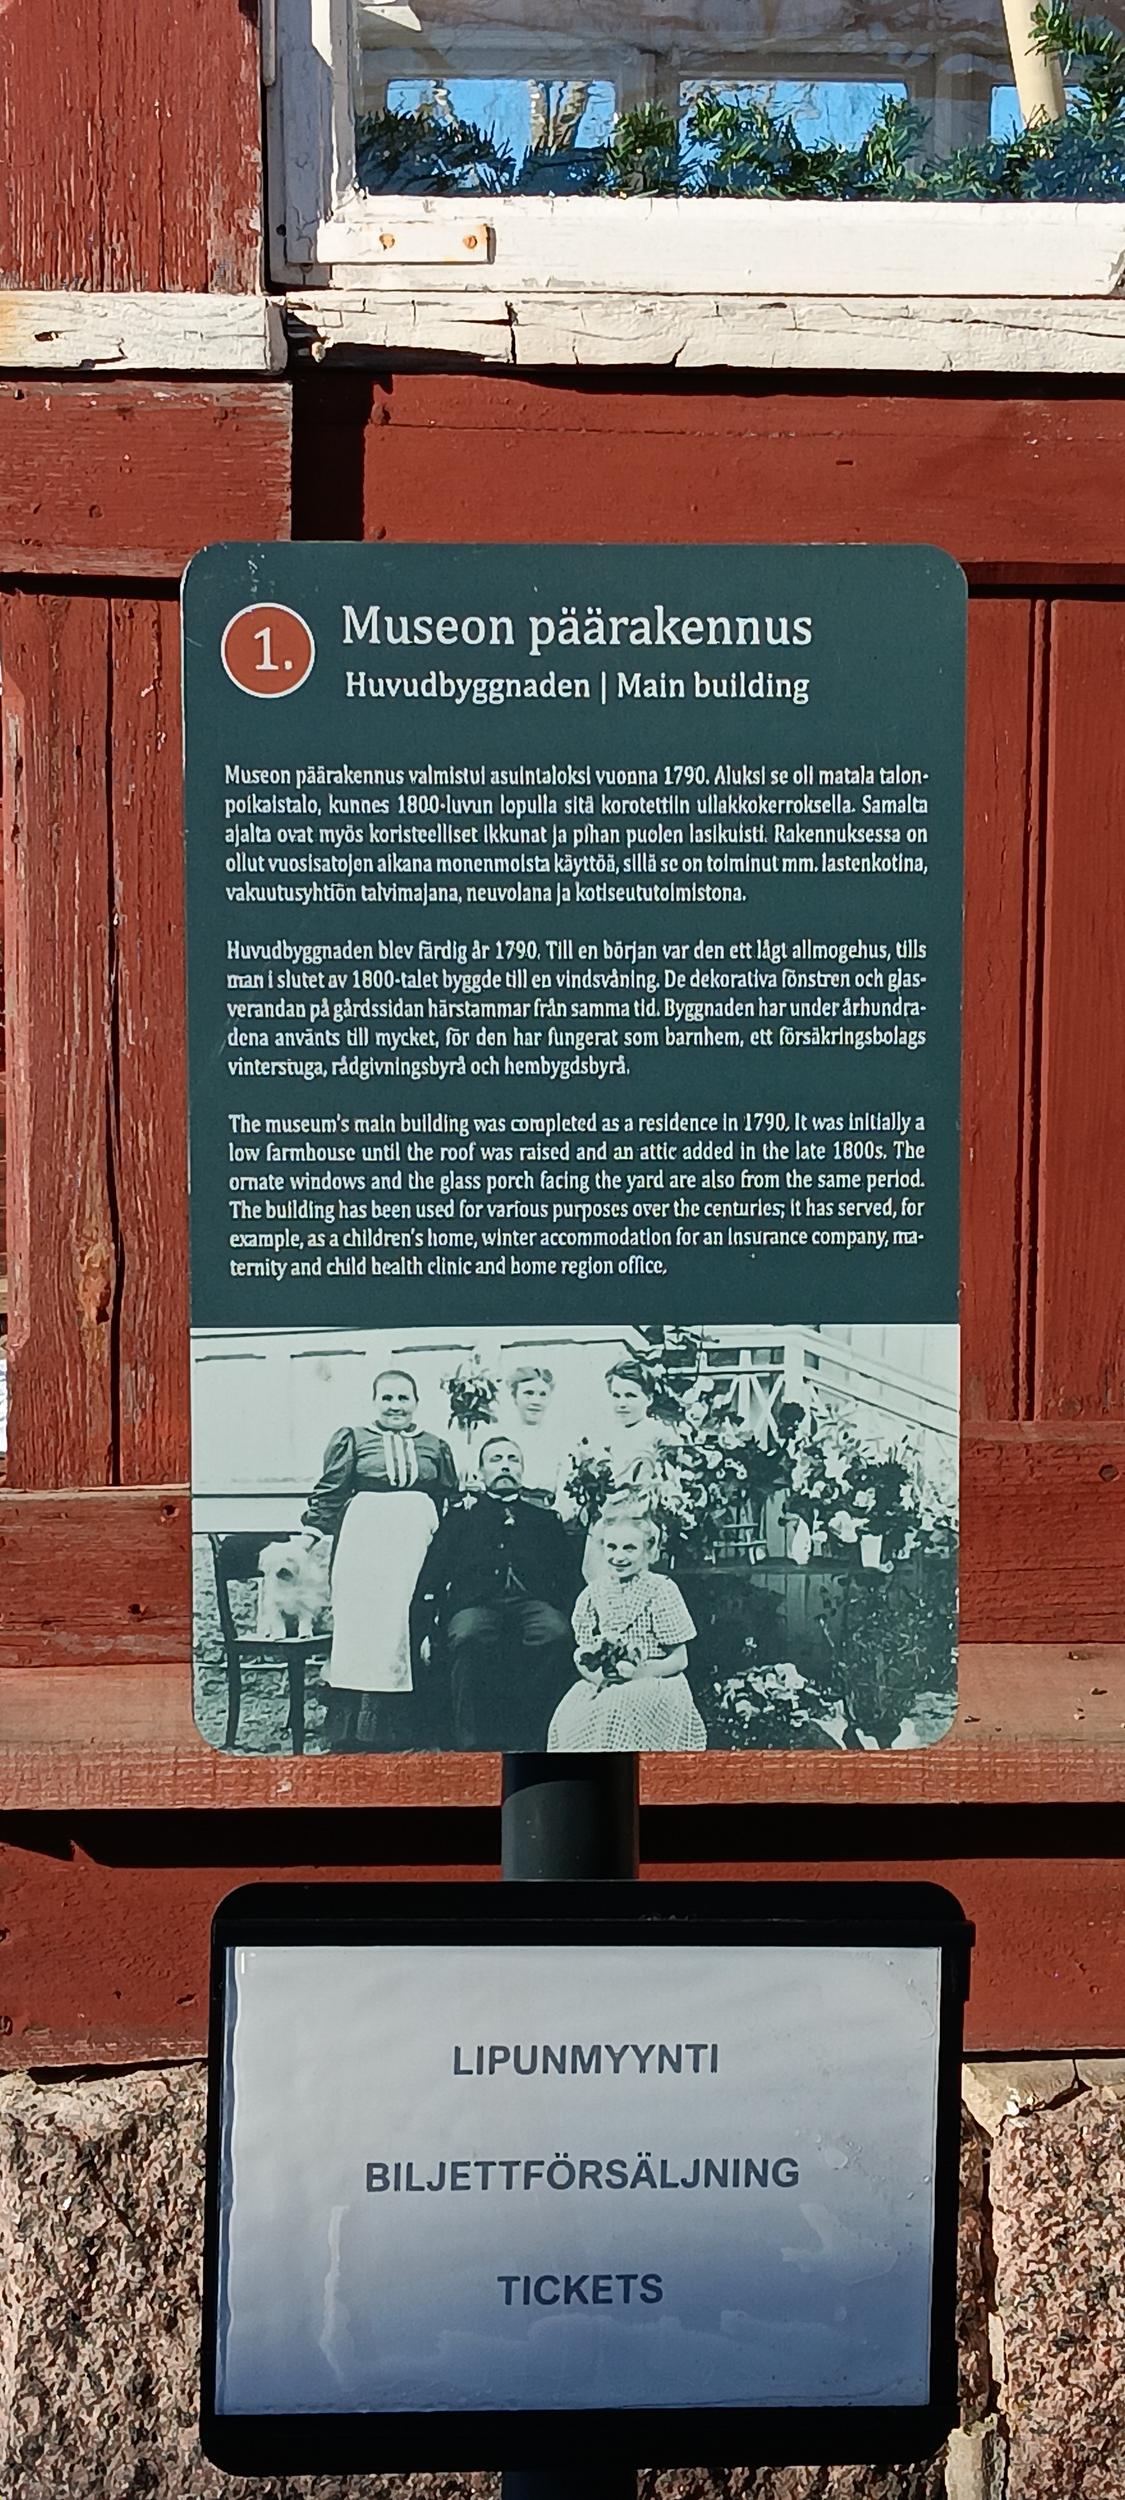 1.
Museon päärakennus
Huvudbyggnaden | Main building
Museon päärakennus valmistui asuintaloksi vuonna 1790. Aluksi se oli matala talon-
poikaistalo, kunnes 1800-luvun lopulla sitä korotettiin ullakkokerroksella. Samalta
ajalta ovat myös koristeelliset ikkunat ja pihan puolen lasikuisti. Rakennuksessa on
ollut vuosisatojen aikana monenmoista käyttöä, sillä se on toiminut mm. lastenkotina,
vakuutusyhtiön talvimajana, neuvolana ja kotiseututoimistona.
Huvudbyggnaden blev färdig år 1790. Till en början var den ett lågt allmogehus, tills
man i slutet av 1800-talet byggde till en vindsvåning. De dekorativa fönstren och glas-
verandan på gårdssidan härstammar från samma tid. Byggnaden har under århundra-
dena använts till mycket, för den har fungerat som barnhem, ett försäkringsbolags
vinterstuga, rådgivningsbyrå och hembygdsbyrå.
The museum's main building was completed as a residence in 1790. It was initially a
low farmhouse until the roof was raised and an attic added in the late 1800s. The
ornate windows and the glass porch facing the yard are also from the same period.
The building has been used for various purposes over the centuries; it has served, for
example, as a children's home, winter accommodation for an insurance company, ma-
ternity and child health clinic and home region office.
LIPUNMYYNTI
BILJETTFÖRSÄLJNING
TICKETS